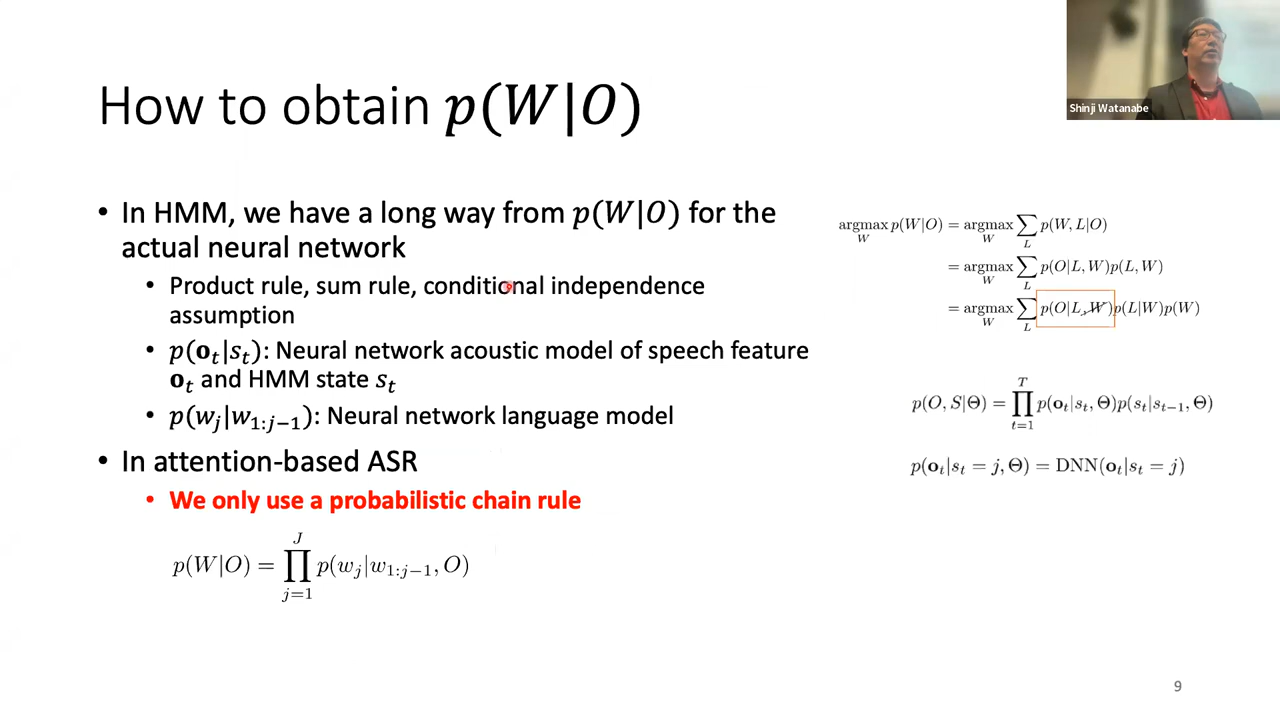 Shinji Watanabe
How to obtain p(W|O)
• In HMM, we have a long way from p(W|O) for the
actual neural network
• Product rule, sum rule, conditional independence
assumption
• p(𝐨_t|s_t): Neural network acoustic model of speech feature
𝐨_t and HMM state s_t
• p(w_j|w_{1:j−1}): Neural network language model
• In attention-based ASR
• We only use a probabilistic chain rule
p(W|O) = ∏_{j=1}^{J} p(w_j|w_{1:j−1}, O)
argmax_W p(W|O) = argmax_W ∑_L p(W, L|O)
= argmax_W ∑_L p(O|L, W)p(L, W)
= argmax_W ∑_L p(O|L, W)p(L|W)p(W)
p(O, S|Θ) = ∏_{t=1}^{T} p(𝐨_t|s_t, Θ)p(s_t|s_{t−1}, Θ)
p(𝐨_t|s_t = j, Θ) = DNN(𝐨_t|s_t = j)
9